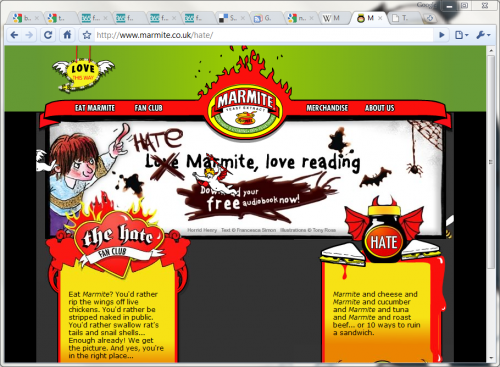 http://www.marmite.co.uk/hate/
LOVE
THIS WAY
EAT MARMITE
FAN CLUB
MARMITE
YEAST EXTRACT
MERCHANDISE
ABOUT US
HATE
Love Marmite, love reading
Download your
free audiobook now!
Horrid Henry Text © Francesca Simon Illustrations © Tony Ross
the hate
FAN CLUB
HATE
Eat Marmite? You'd rather
rip the wings off live
chickens. You'd rather be
stripped naked in public.
You'd rather swallow rat's
tails and snail shells...
Enough already! We get
the picture. And yes, you're
in the right place...
Marmite and cheese and
Marmite and cucumber
and Marmite and tuna
and Marmite and roast
beef... or 10 ways to ruin
a sandwich.